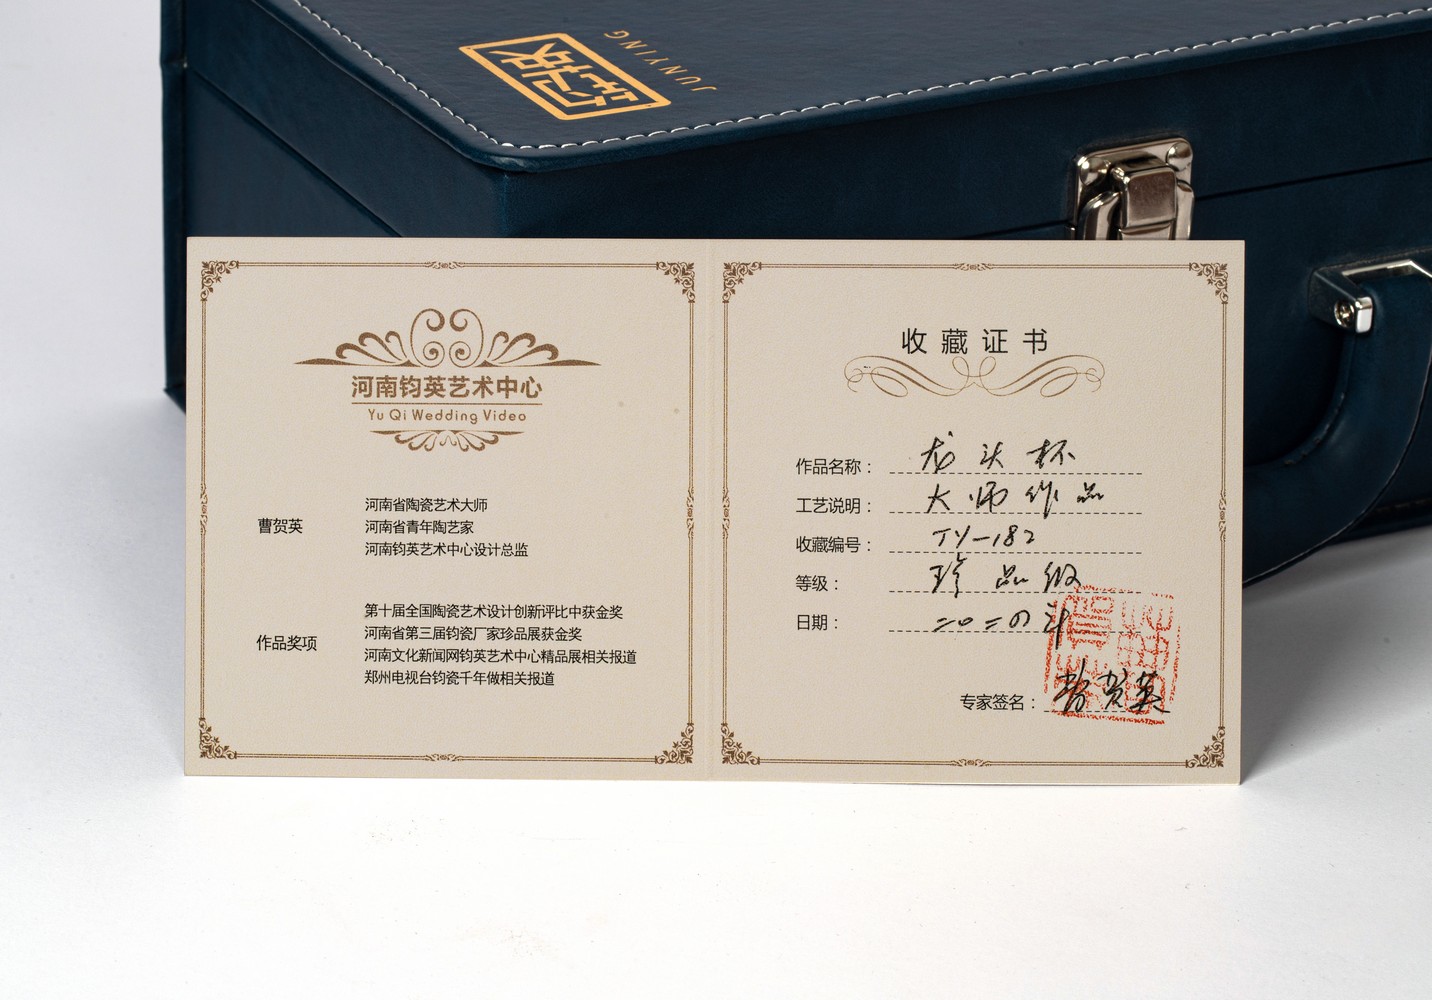 JUNYING
河南钧英艺术中心
Yu Qi Wedding Video
曹贺英
河南省陶瓷艺术大师
河南省青年陶艺家
河南钧英艺术中心设计总监
作品奖项
第十届全国陶瓷艺术设计创新评比中获金奖
河南省第三届钧瓷厂家珍品展获金奖
河南文化新闻网钧英艺术中心精品展相关报道
郑州电视台钧瓷千年做相关报道
收藏证书
作品名称： 龙头杯
工艺说明： 大师作品
收藏编号： TY-182
等级： 珍品级
日期： 二〇二四年
专家签名： 曹贺英